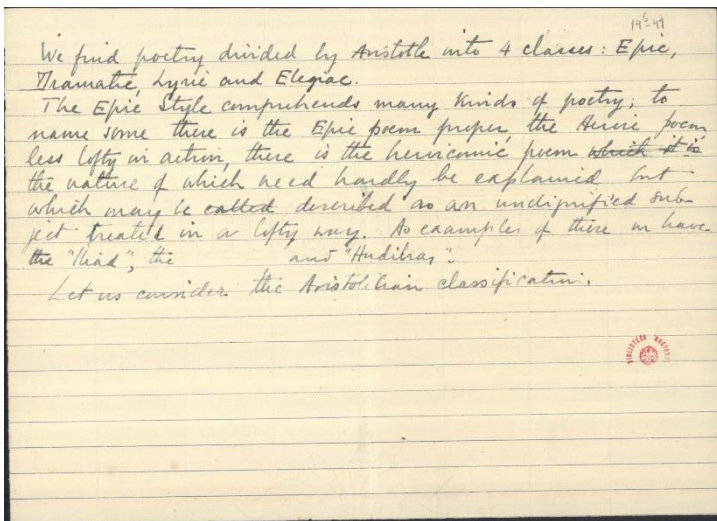 14⁶-41
We find poetry divided by Aristotle into 4 classes: Epic,
Dramatic, Lyric and Elegiac.
The Epic Style comprehends many kinds of poetry; to
name some there is the Epic poem proper, the Heroic poem,
less lofty in action, there is the heroicomic poem which it is
the nature of which need hardly be explained but
which may be called described as an undignified sub-
ject treated in a lofty way. As examples of these we have
the "Iliad", the and "Hudibras".
Let us consider the Aristotelian classification.
BIBLIOTECA NACIONAL